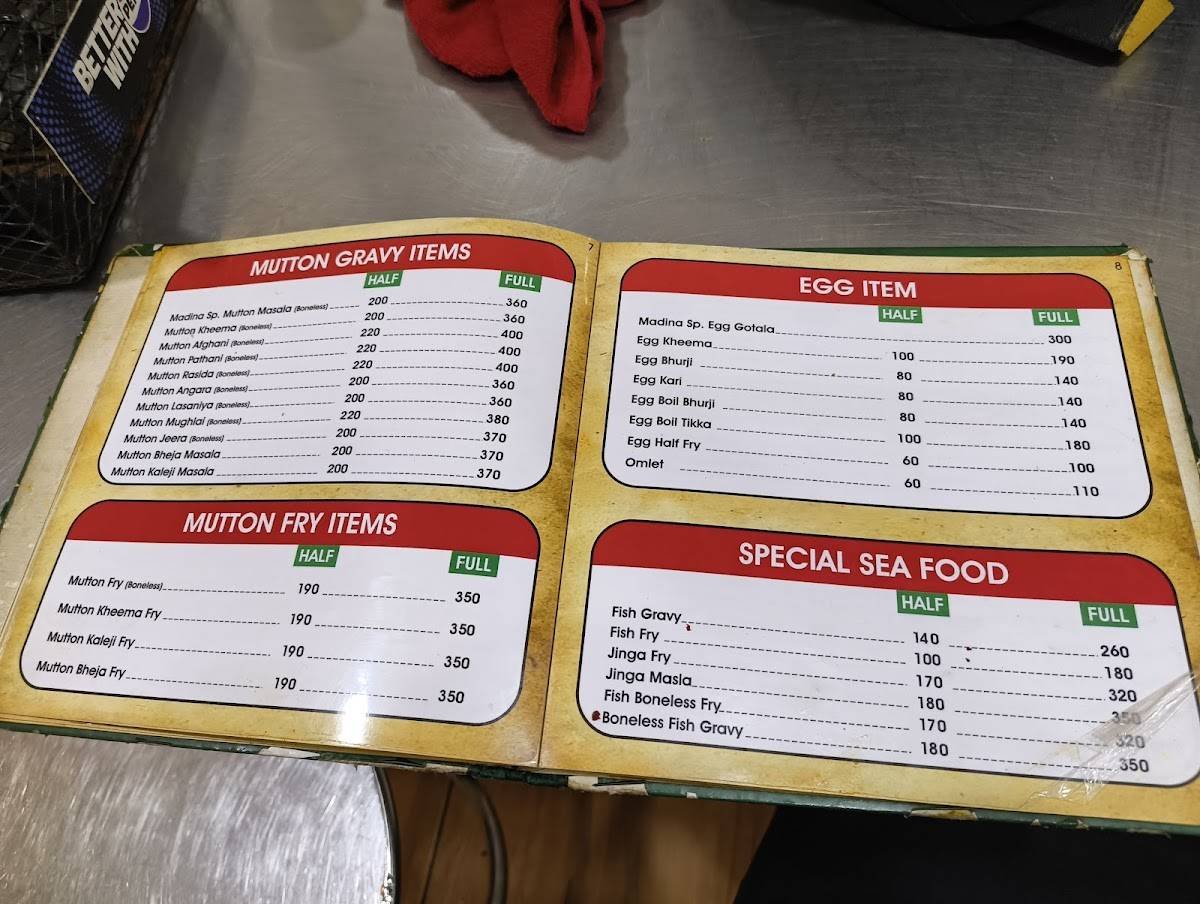 BETTER
WITH
7
MUTTON GRAVY ITEMS
HALF FULL
Madina Sp. Mutton Masala (Boneless) 200 360
Mutton Kheema (Boneless) 200 360
Mutton Afghani (Boneless) 220 400
Mutton Pathani (Boneless) 220 400
Mutton Rasida (Boneless) 220 400
Mutton Angara (Boneless) 200 360
Mutton Lasaniya (Boneless) 200 360
Mutton Mughlai (Boneless) 220 380
Mutton Jeera (Boneless) 200 370
Mutton Bheja Masala 200 370
Mutton Kaleji Masala 200 370
MUTTON FRY ITEMS
HALF FULL
Mutton Fry (Boneless) 190 350
Mutton Kheema Fry 190 350
Mutton Kaleji Fry 190 350
Mutton Bheja Fry 190 350
8
EGG ITEM
HALF FULL
Madina Sp. Egg Gotala 300
Egg Kheema 100 190
Egg Bhurji 80 140
Egg Kari 80 140
Egg Boil Bhurji 80 140
Egg Boil Tikka 100 180
Egg Half Fry 60 100
Omlet 60 110
SPECIAL SEA FOOD
HALF FULL
Fish Gravy 140 260
Fish Fry 100 180
Jinga Fry 170 320
Jinga Masla 180 350
Fish Boneless Fry 170 320
Boneless Fish Gravy 180 350